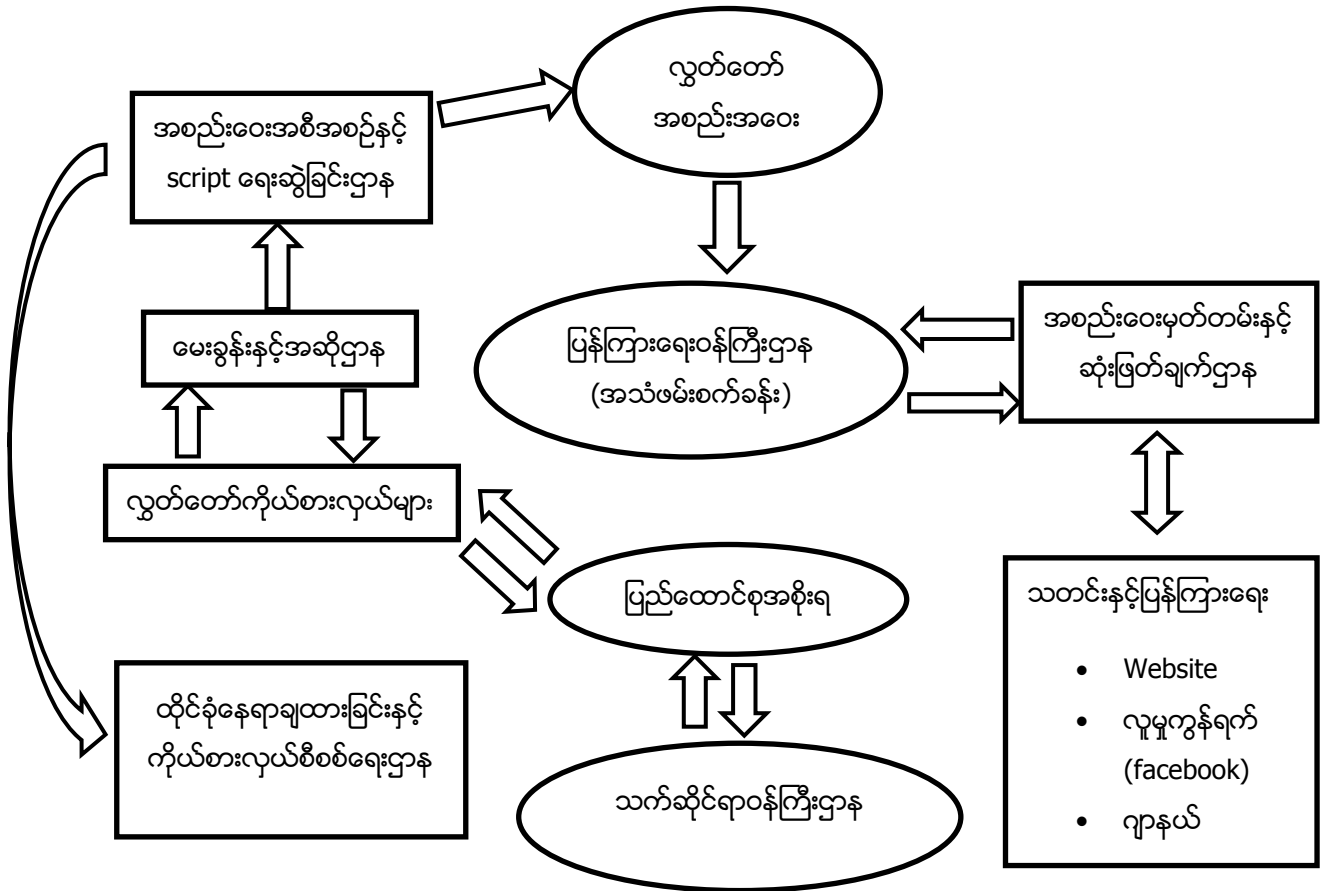 လွှတ်တော်
အစည်းအဝေး
အစည်းဝေးအစီအစဉ်နှင့်
script ရေးဆွဲခြင်းဌာန
မေးခွန်းနှင့်အဆိုဌာန
ပြန်ကြားရေးဝန်ကြီးဌာန
(အသံဖမ်းစက်ခန်း)
အစည်းဝေးမှတ်တမ်းနှင့်
ဆုံးဖြတ်ချက်ဌာန
လွှတ်တော်ကိုယ်စားလှယ်များ
ပြည်ထောင်စုအစိုးရ
သတင်းနှင့်ပြန်ကြားရေး
• Website
• လူမှုကွန်ရက်
(facebook)
• ဂျာနယ်
ထိုင်ခုံနေရာချထားခြင်းနှင့်
ကိုယ်စားလှယ်စီစစ်ရေးဌာန
သက်ဆိုင်ရာဝန်ကြီးဌာန